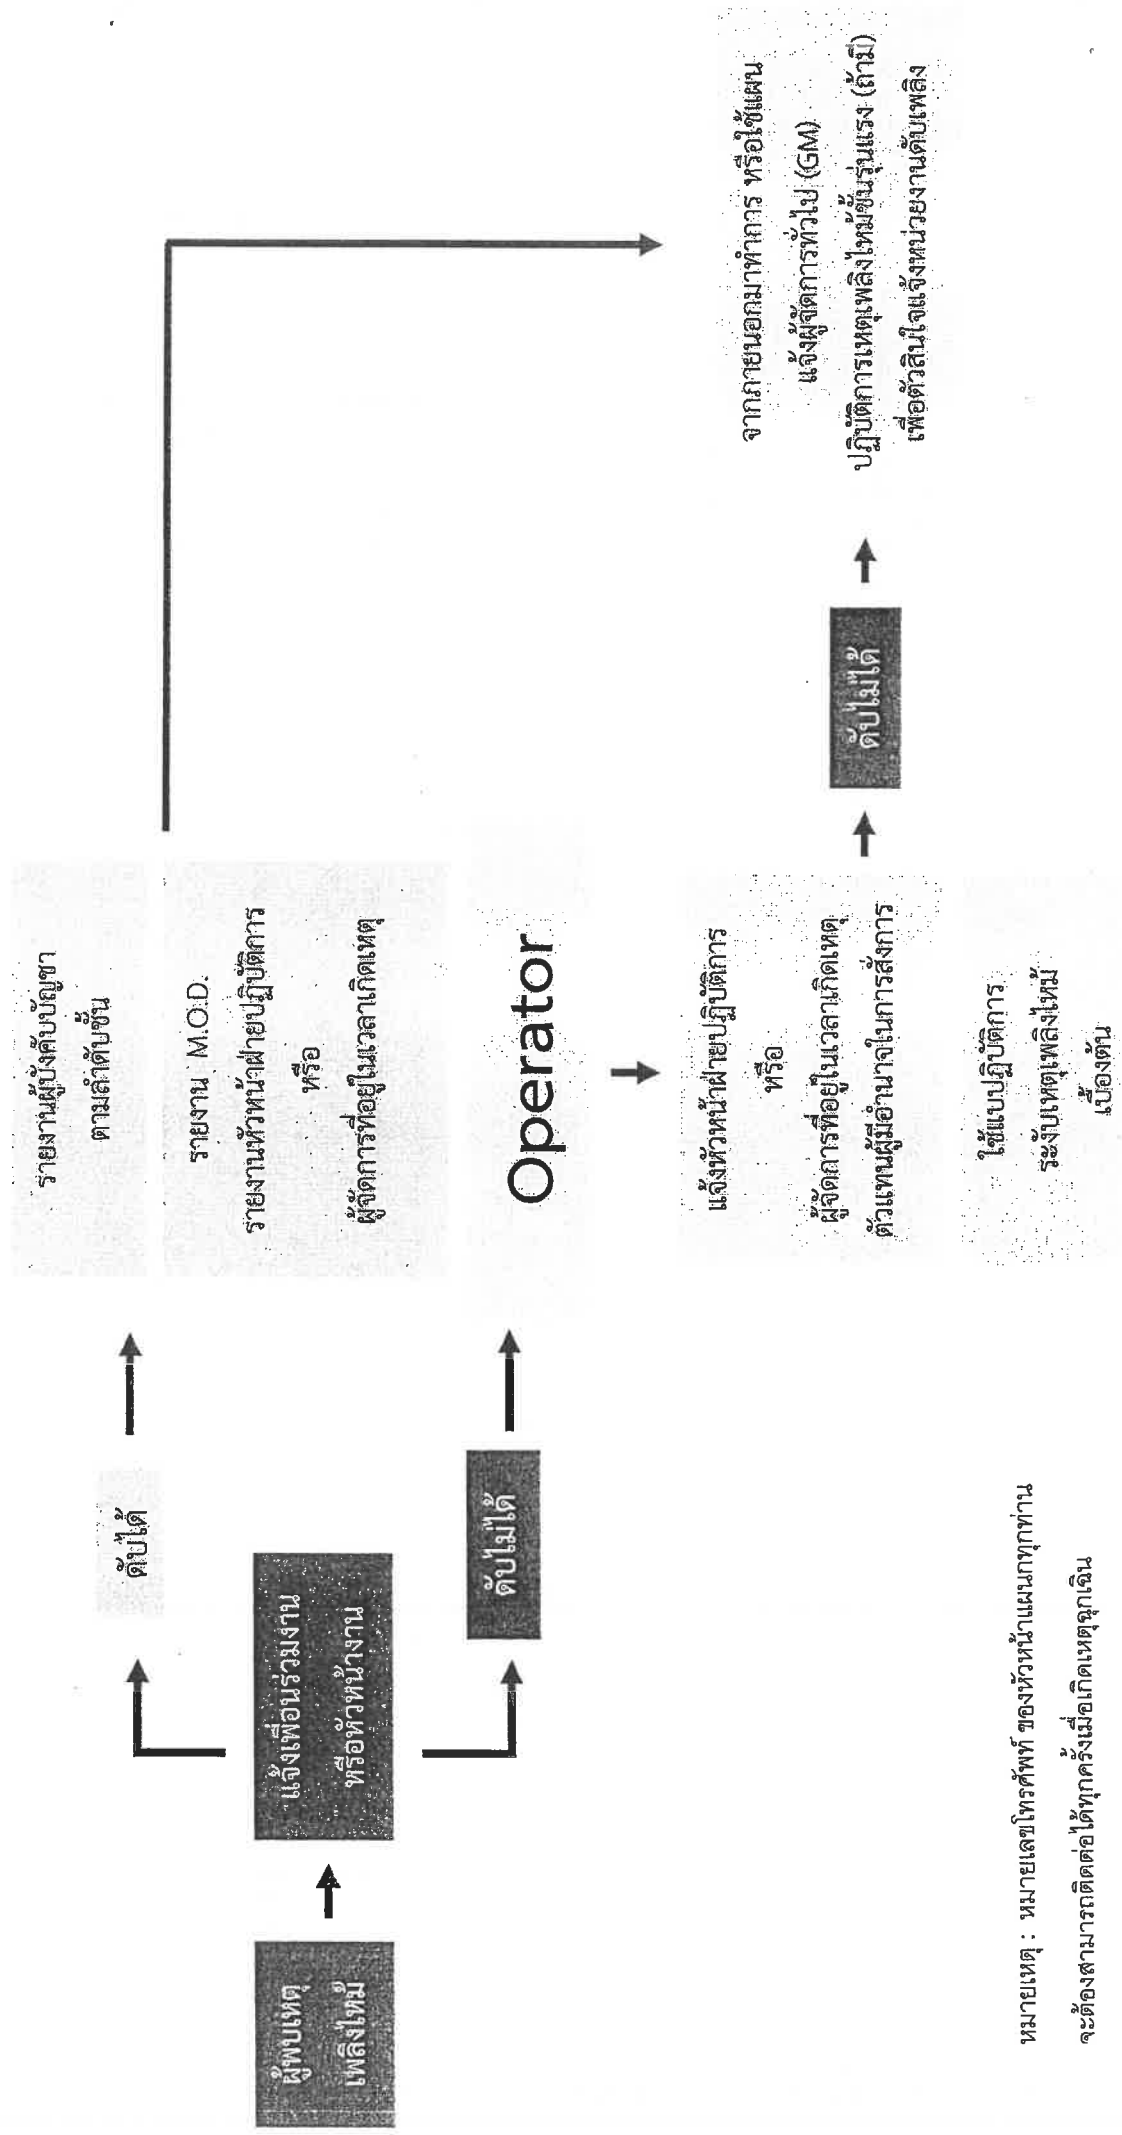 ผู้พบเหตุ
เพลิงไหม้
แจ้งเพื่อนร่วมงาน
หรือหัวหน้างาน
ดับได้
ดับไม่ได้
รายงานผู้บังคับบัญชา
ตามลำดับชั้น
รายงาน M.O.D.
รายงานหัวหน้าฝ่ายปฏิบัติการ
หรือ
ผู้จัดการที่อยู่ในเวลาเกิดเหตุ
Operator
แจ้งหัวหน้าฝ่ายปฏิบัติการ
หรือ
ผู้จัดการที่อยู่ในเวลาเกิดเหตุ
ตัวแทนผู้มีอำนาจในการสั่งการ
ใช้แบปฏิบัติการ
ระงับเหตุเพลิงไหม้
เบื้องต้น
ดับไม่ได้
จากภายนอกมาทำการ หรือใช้แผน
แจ้งผู้จัดการทั่วไป (GM)
ปฏิบัติการเหตุเพลิงไหม้ขั้นรุนแรง (ถ้ามี)
เพื่อตัวสินใจแจ้งหน่วยงานดับเพลิง
หมายเหตุ : หมายเลขโทรศัพท์ ของหัวหน้าแผนกทุกท่าน
จะต้องสามารถติดต่อได้ทุกครั้งเมื่อเกิดเหตุฉุกเฉิน